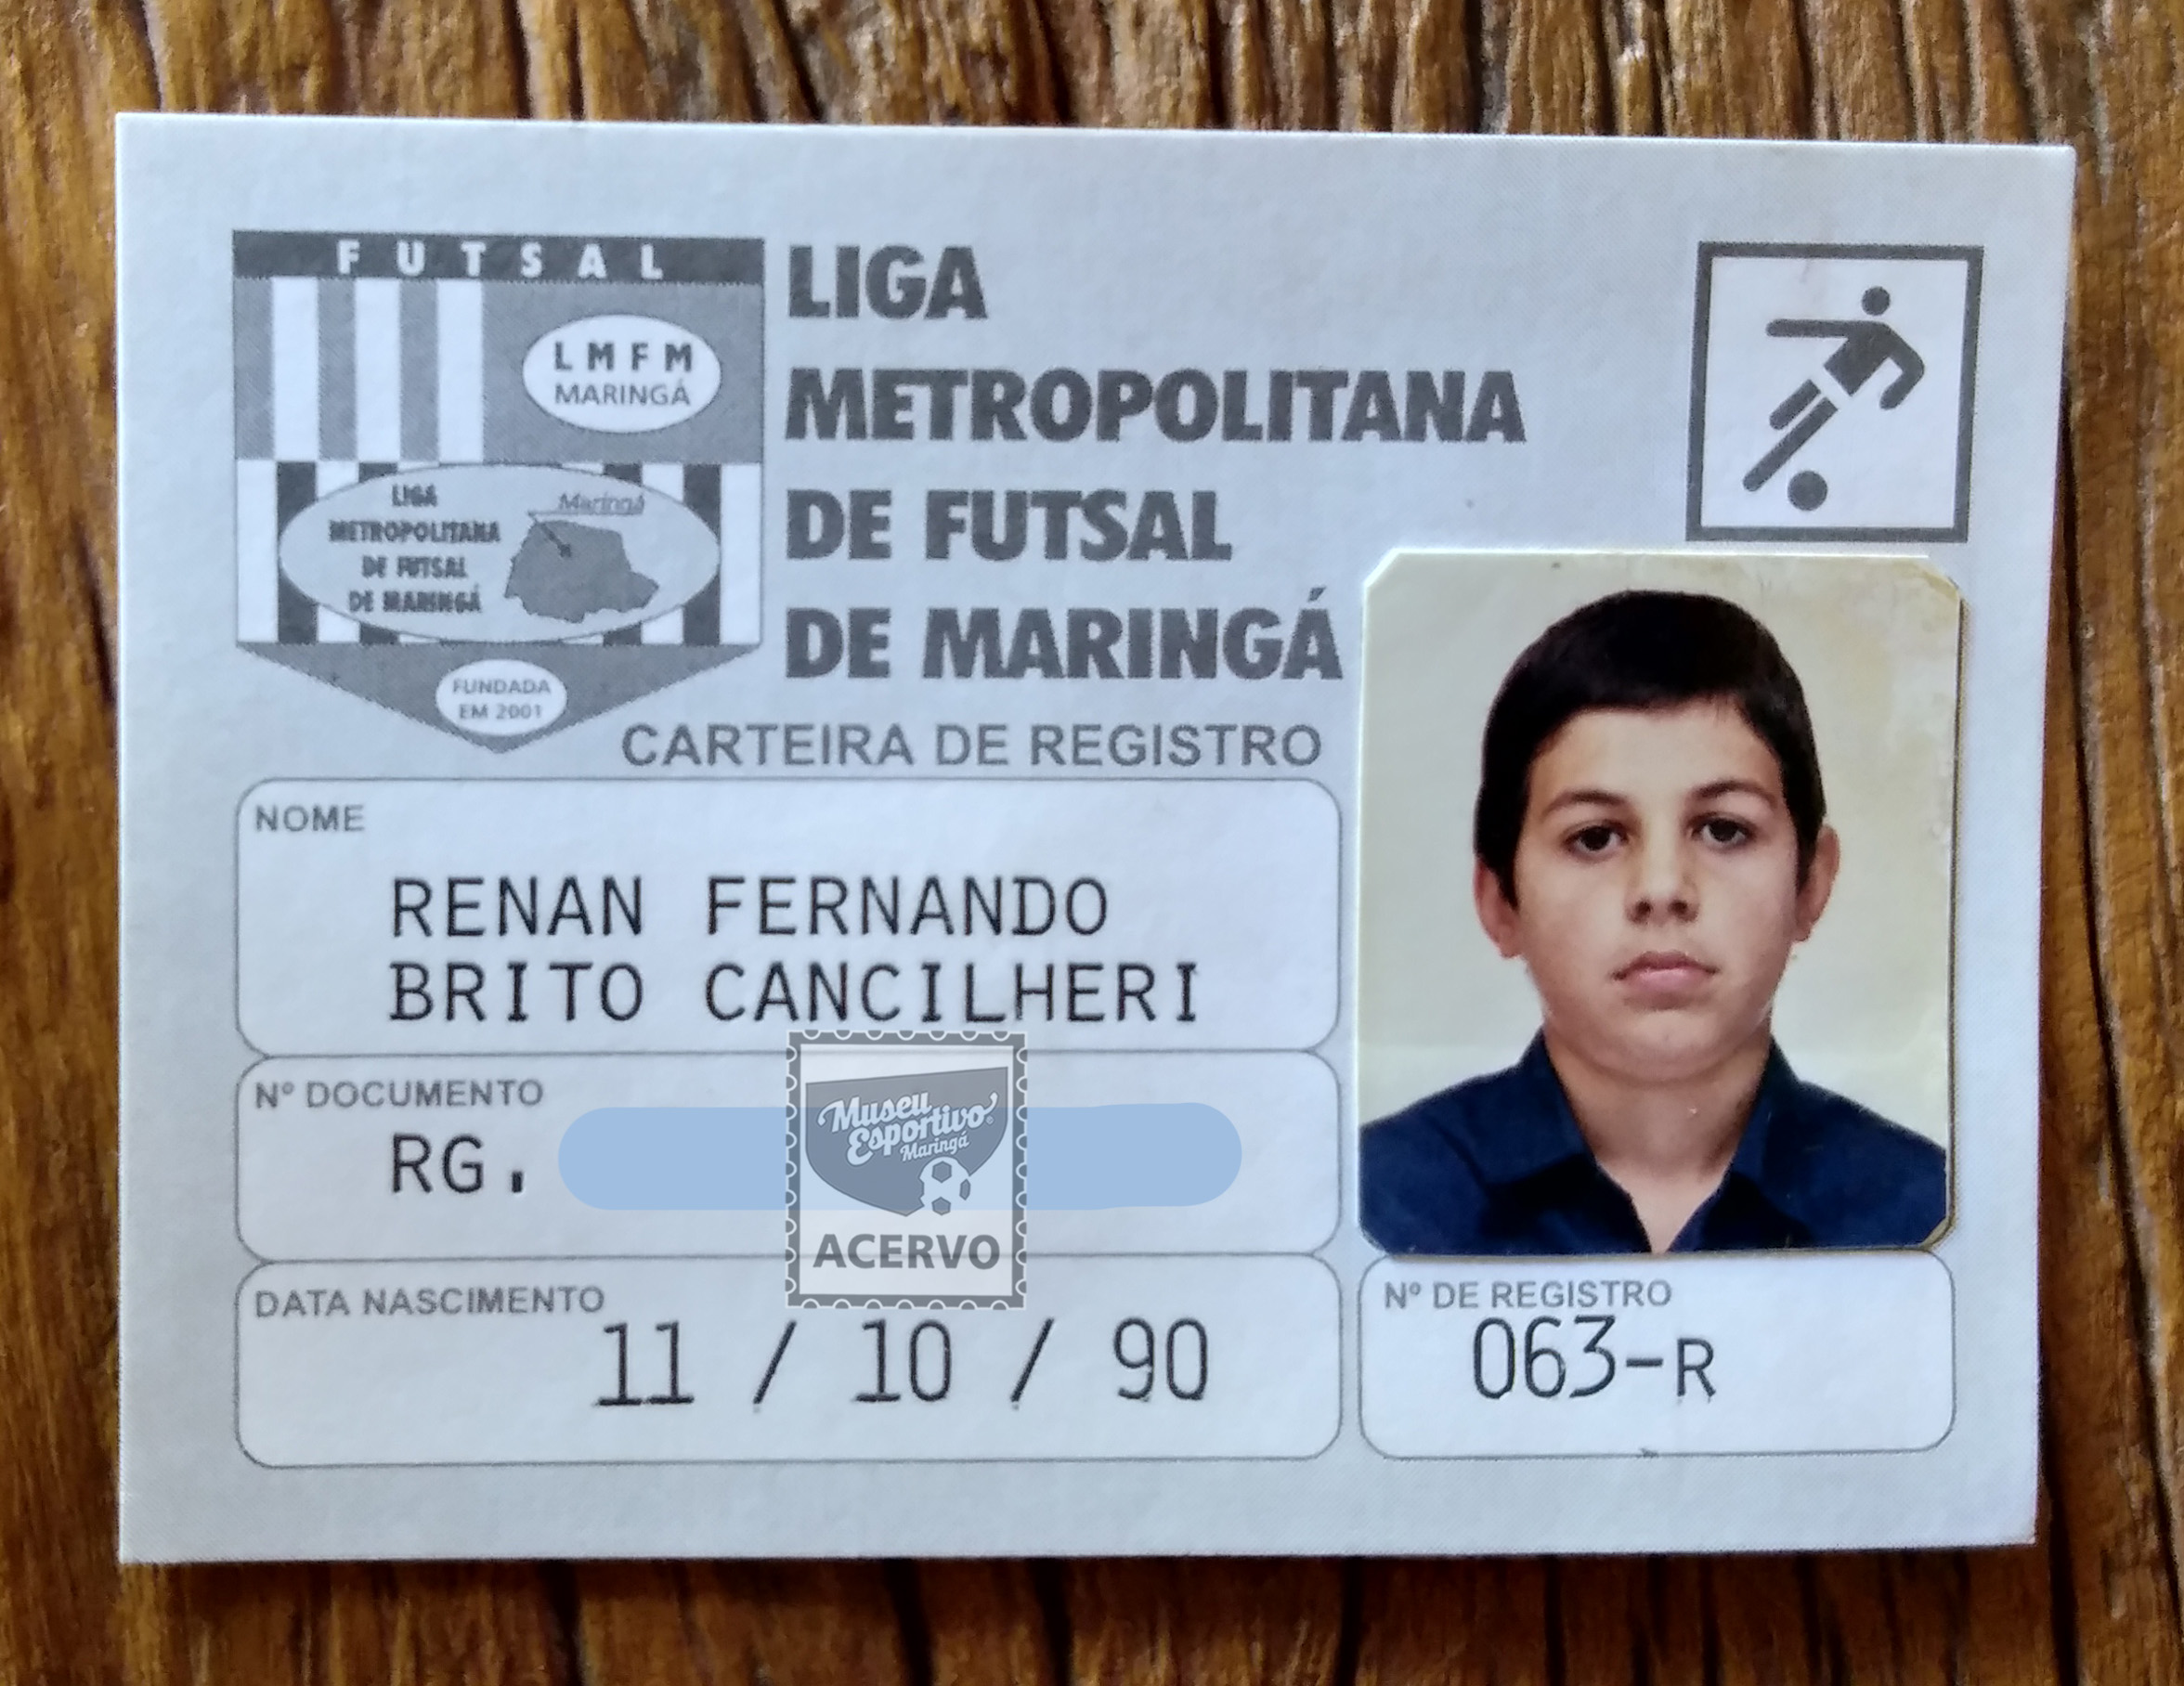 FUTSAL
LMFM
MARINGÁ
LIGA
METROPOLITANA
DE FUTSAL
DE MARINGÁ
Maringá
FUNDADA
EM 2001
LIGA
METROPOLITANA
DE FUTSAL
DE MARINGÁ
CARTEIRA DE REGISTRO
NOME
RENAN FERNANDO
BRITO CANCILHERI
Nº DOCUMENTO
RG.
Museu
Esportivo
Maringá
ACERVO
DATA NASCIMENTO
11 / 10 / 90
Nº DE REGISTRO
063-R